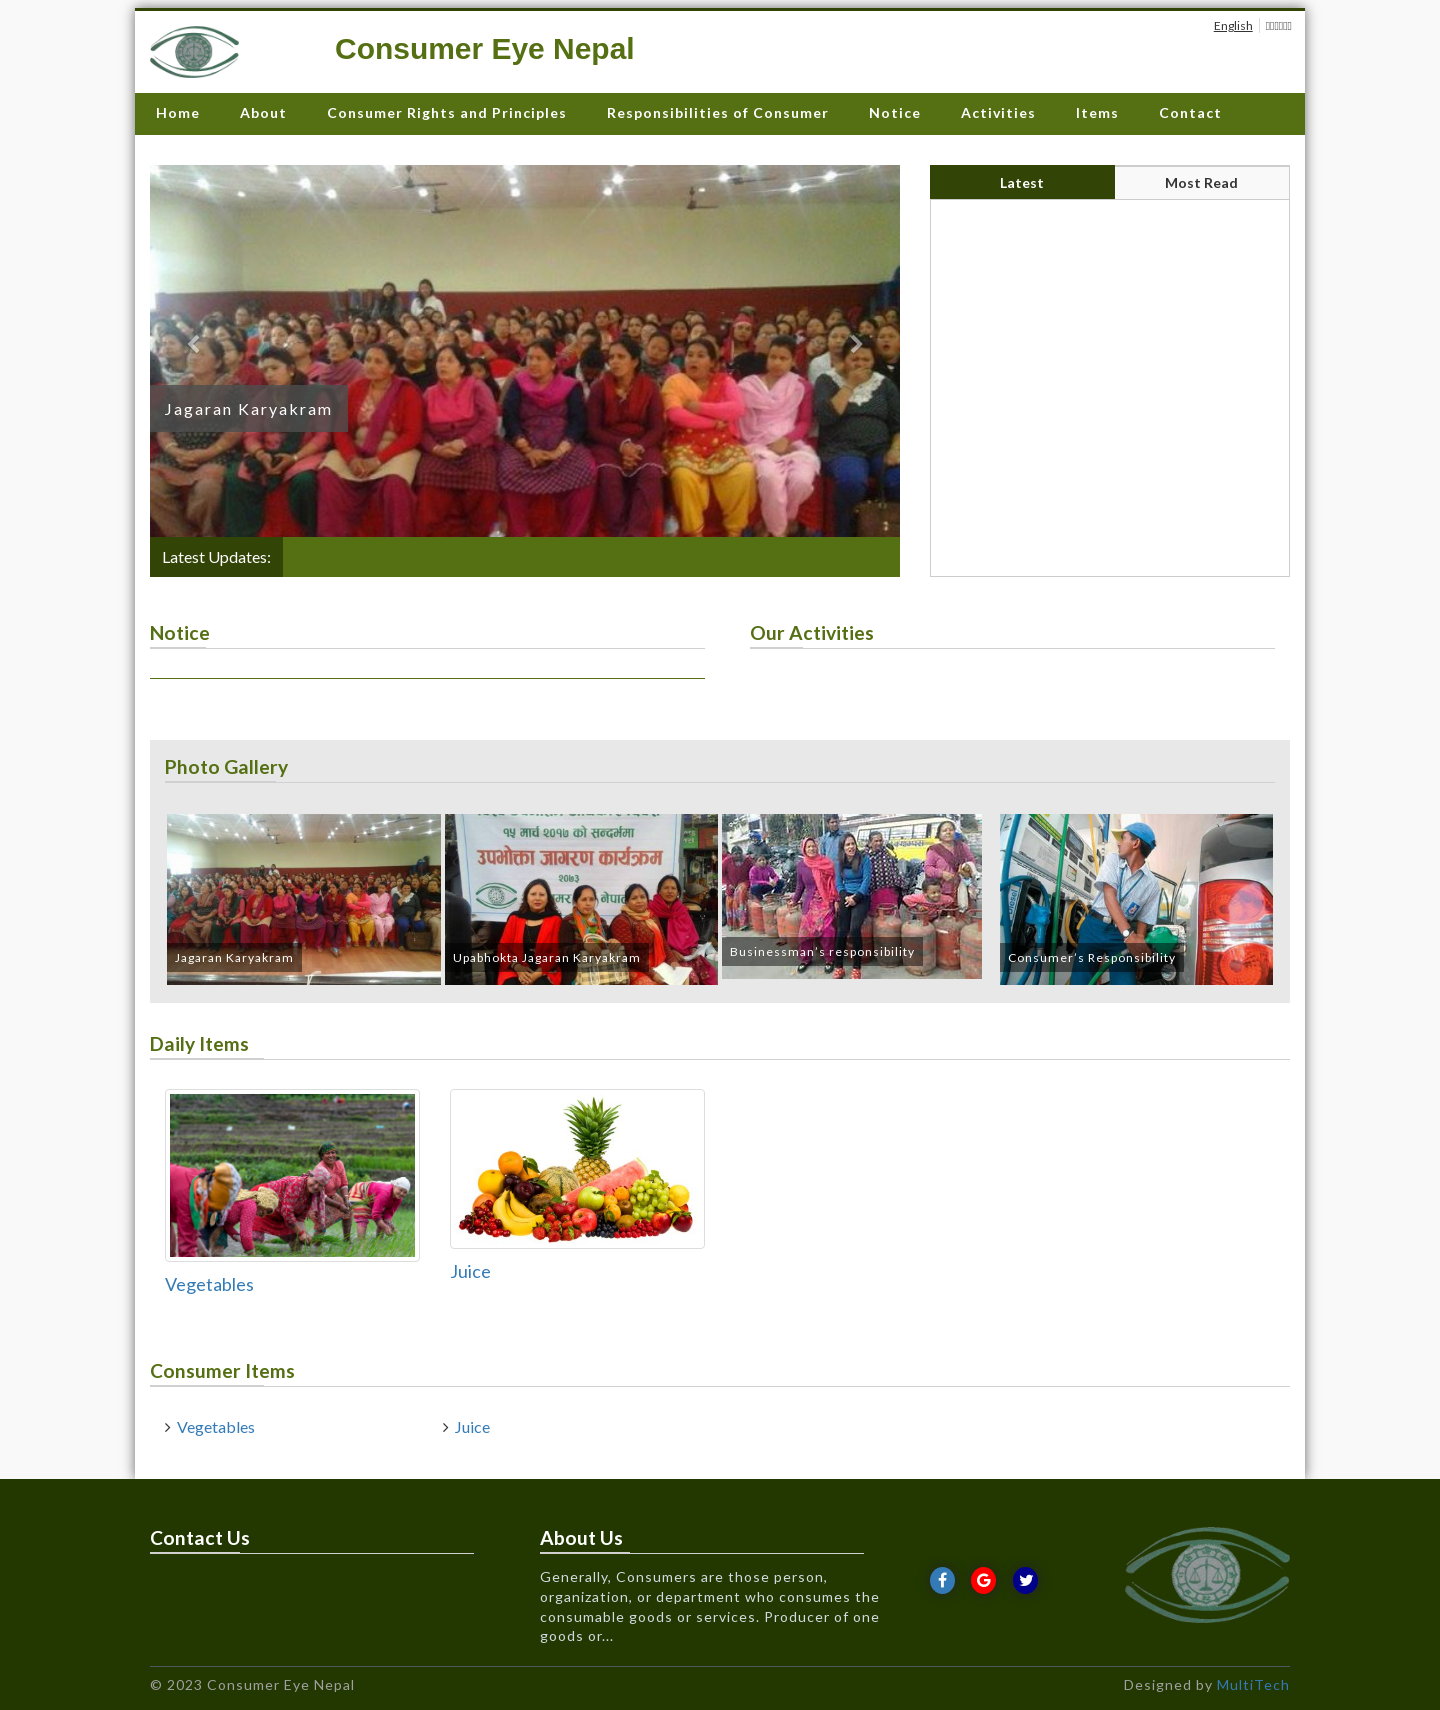 English
Consumer Eye Nepal
Home About Consumer Rights and Principles Responsibilities of Consumer Notice Activities Items Contact
Latest Most Read
Jagaran Karyakram
Latest Updates:
Notice
Our Activities
Photo Gallery
१५ मार्च २०१७ को सन्दर्भमा
उपभोक्ता जागरण कार्यक्रम
२०७३
Jagaran Karyakram
Upabhokta Jagaran Karyakram
Businessman's responsibility
Consumer's Responsibility
Daily Items
Vegetables
Juice
Consumer Items
Vegetables
Juice
Contact Us
About Us
Generally, Consumers are those person,
organization, or department who consumes the
consumable goods or services. Producer of one
goods or...
© 2023 Consumer Eye Nepal
Designed by MultiTech